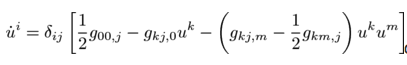 $\dot{u}^i = \delta_{ij} \left[ \frac{1}{2} g_{00,j} - g_{kj,0} u^k - \left( g_{kj,m} - \frac{1}{2} g_{km,j} \right) u^k u^m \right]$